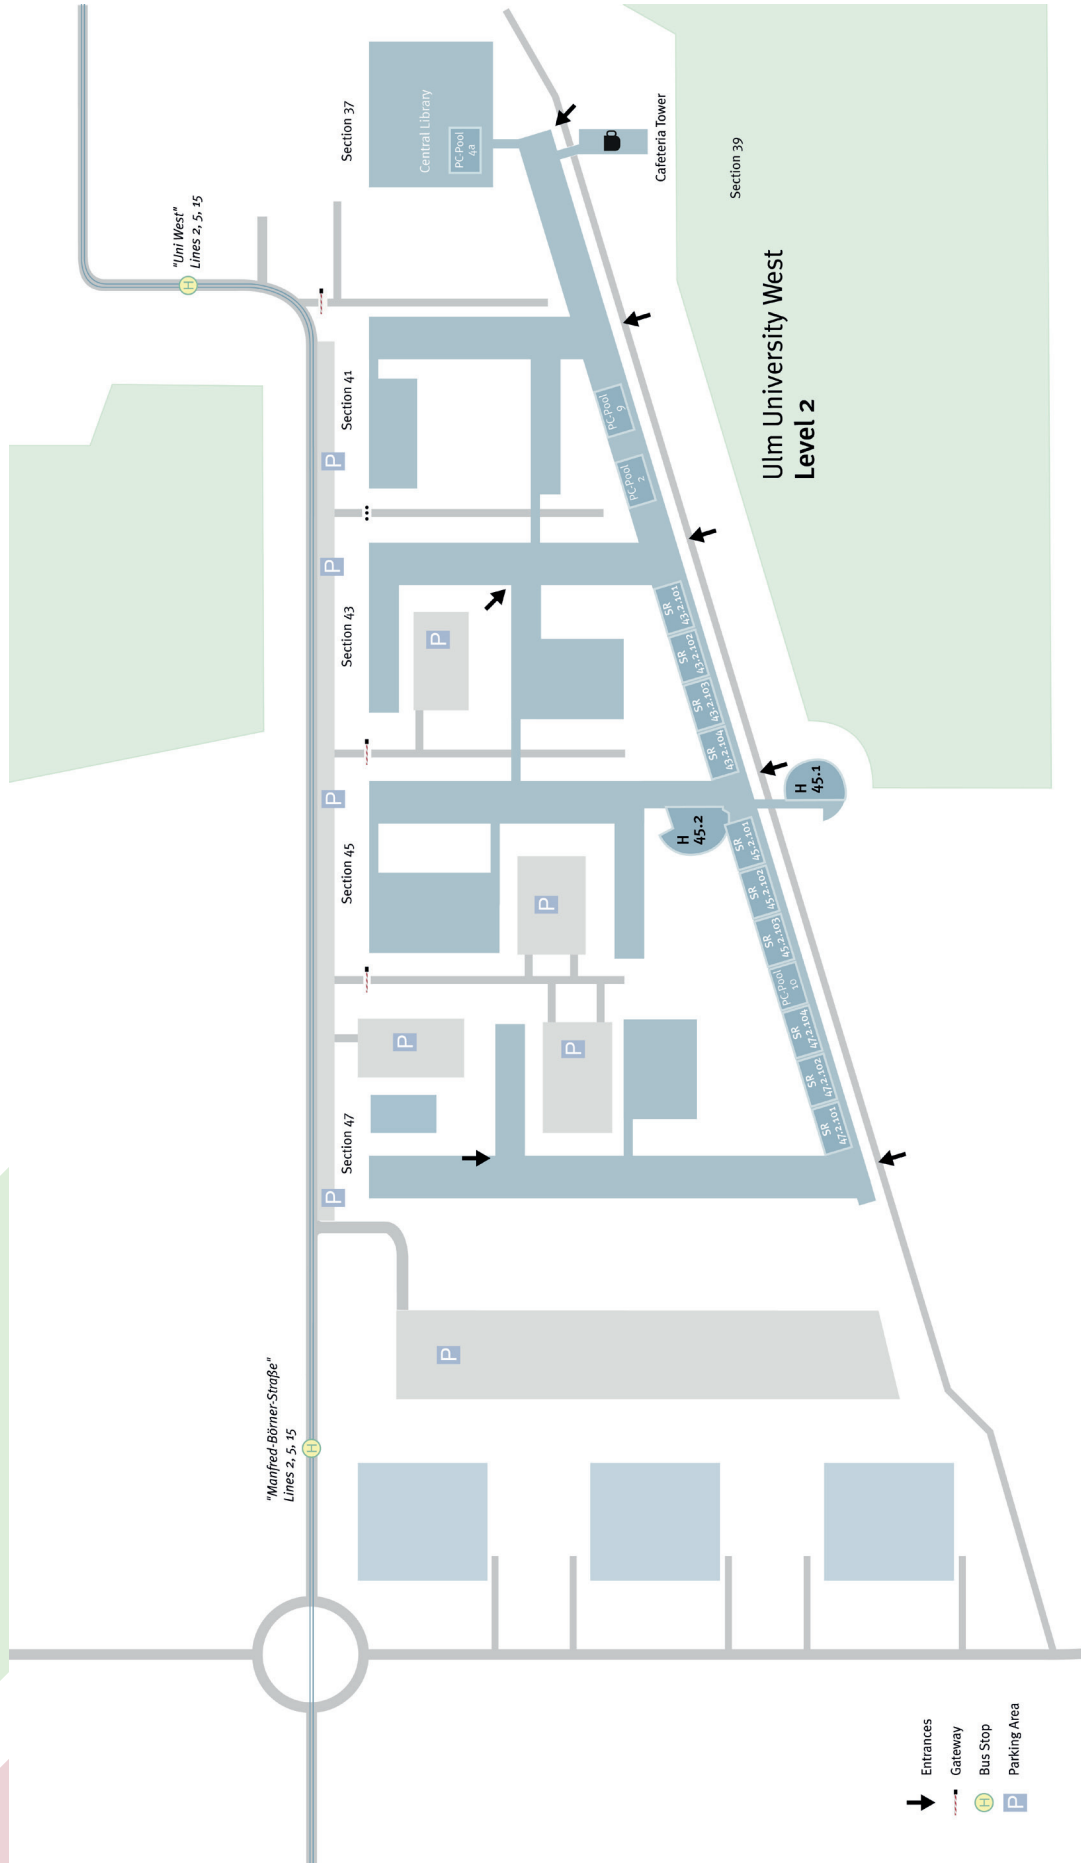 "Uni West"
Lines 2, 5, 15
"Manfred-Börner-Straße"
Lines 2, 5, 15
H
H
Section 37
Section 41
Section 43
Section 45
Section 47
Central Library
PC-Pool
4a
Cafeteria Tower
Section 39
Ulm University West
Level 2
P
P
P
P
P
P
P
P
P
PC-Pool
9
PC-Pool
2
SR
43.2.101
SR
43.2.102
SR
43.2.103
SR
43.2.104
H
45.1
H
45.2
SR
45.2.101
SR
45.2.102
SR
45.2.103
PC-Pool
10
SR
47.2.104
SR
47.2.102
SR
47.2.101
Entrances
Gateway
H
Bus Stop
P
Parking Area